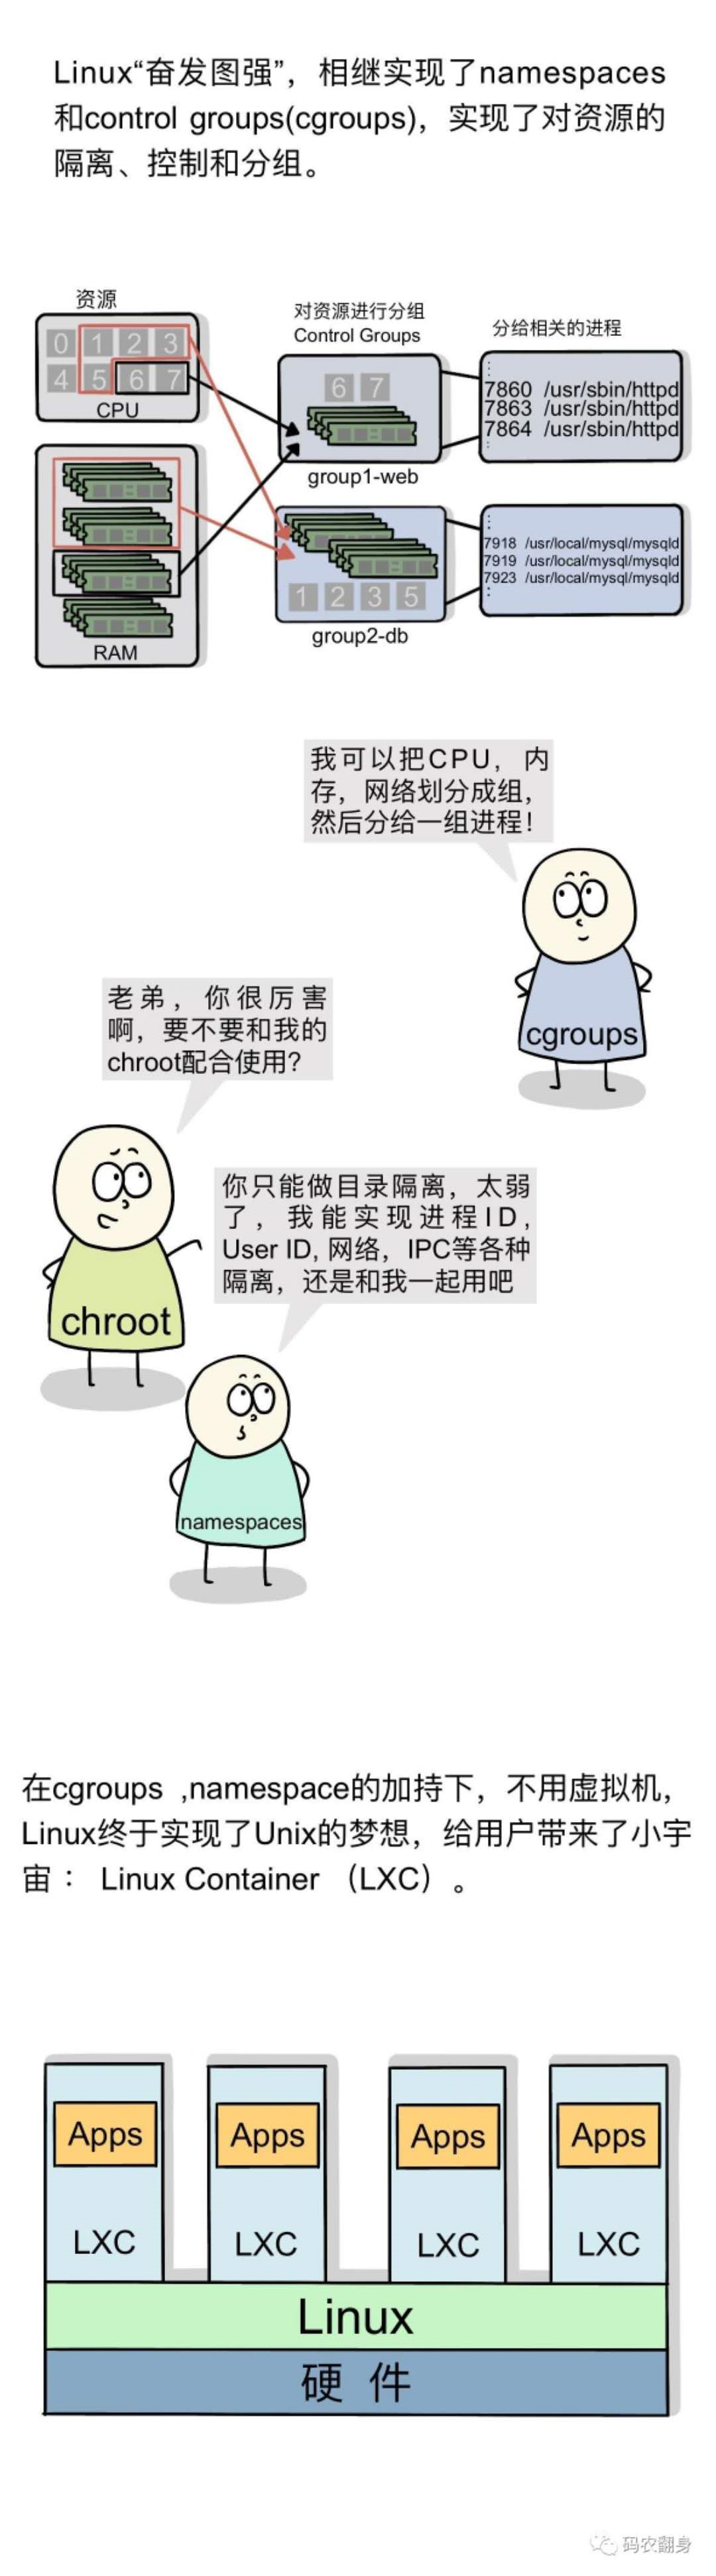 Linux“奋发图强”，相继实现了namespaces
和control groups(cgroups)，实现了对资源的
隔离、控制和分组。
资源
0 1 2 3
4 5 6 7
CPU
RAM
对资源进行分组
Control Groups
6 7
group1-web
1 2 3 5
group2-db
分给相关的进程
7860 /usr/sbin/httpd
7863 /usr/sbin/httpd
7864 /usr/sbin/httpd
7918 /usr/local/mysql/mysqld
7919 /usr/local/mysql/mysqld
7923 /usr/local/mysql/mysqld
我可以把CPU，内
存，网络划分成组，
然后分给一组进程！
cgroups
老弟，你很厉害
啊，要不要和我的
chroot配合使用?
chroot
你只能做目录隔离，太弱
了，我能实现进程ID,
User ID, 网络，IPC等各种
隔离，还是和我一起用吧
namespaces
在cgroups ,namespace的加持下，不用虚拟机，
Linux终于实现了Unix的梦想，给用户带来了小宇
宙： Linux Container （LXC）。
Apps Apps Apps Apps
LXC LXC LXC LXC
Linux
硬 件
码农翻身